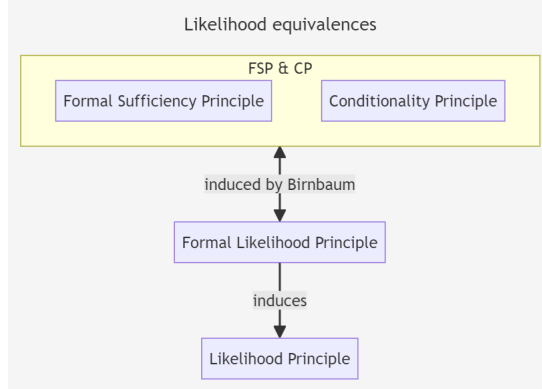 Likelihood equivalences
FSP & CP
Formal Sufficiency Principle
Conditionality Principle
induced by Birnbaum
Formal Likelihood Principle
induces
Likelihood Principle